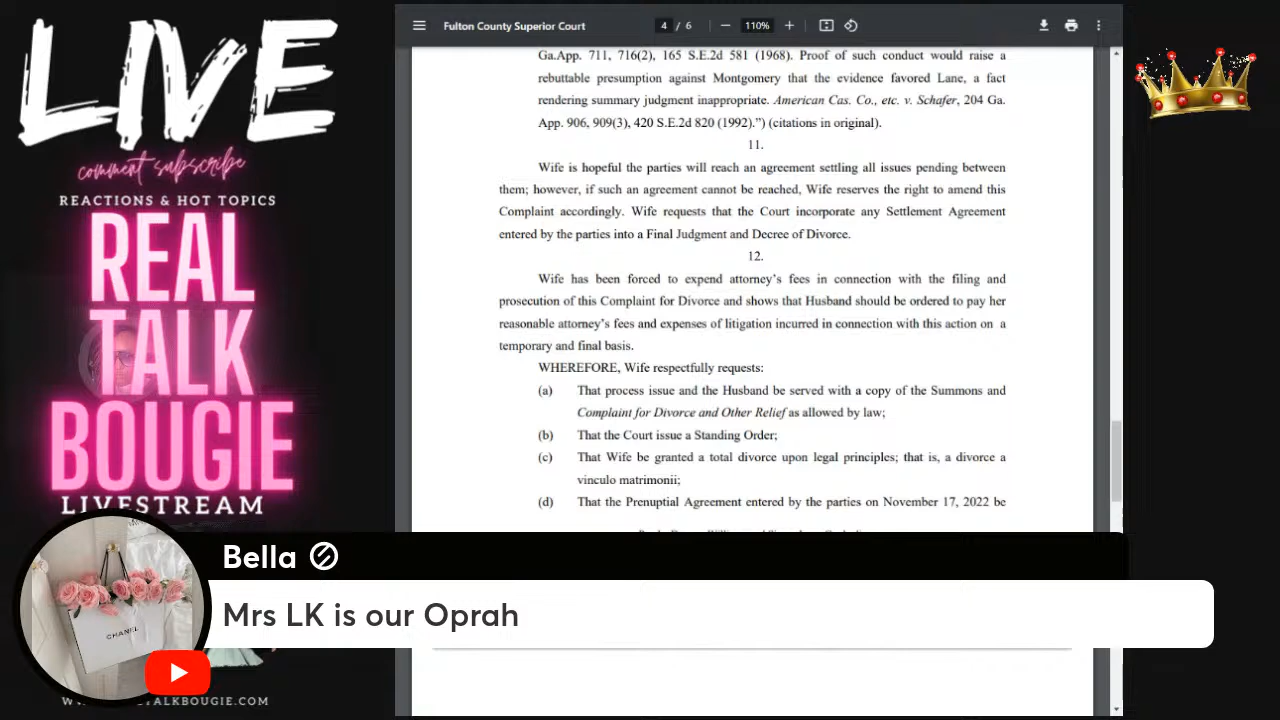 LIVE
comment subscribe
REACTIONS & HOT TOPICS
REAL
TALK
BOUGIE
LIVESTREAM
Fulton County Superior Court
4 / 6
110%
Ga.App. 711, 716(2), 165 S.E.2d 581 (1968). Proof of such conduct would raise a
rebuttable presumption against Montgomery that the evidence favored Lane, a fact
rendering summary judgment inappropriate. American Cas. Co., etc. v. Schafer, 204 Ga.
App. 906, 909(3), 420 S.E.2d 820 (1992).”) (citations in original).
11.
Wife is hopeful the parties will reach an agreement settling all issues pending between
them; however, if such an agreement cannot be reached, Wife reserves the right to amend this
Complaint accordingly. Wife requests that the Court incorporate any Settlement Agreement
entered by the parties into a Final Judgment and Decree of Divorce.
12.
Wife has been forced to expend attorney’s fees in connection with the filing and
prosecution of this Complaint for Divorce and shows that Husband should be ordered to pay her
reasonable attorney’s fees and expenses of litigation incurred in connection with this action on a
temporary and final basis.
WHEREFORE, Wife respectfully requests:
(a) That process issue and the Husband be served with a copy of the Summons and
Complaint for Divorce and Other Relief as allowed by law;
(b) That the Court issue a Standing Order;
(c) That Wife be granted a total divorce upon legal principles; that is, a divorce a
vinculo matrimonii;
(d) That the Prenuptial Agreement entered by the parties on November 17, 2022 be
Bella
Mrs LK is our Oprah
CHANEL
TALKBOUGIE.COM